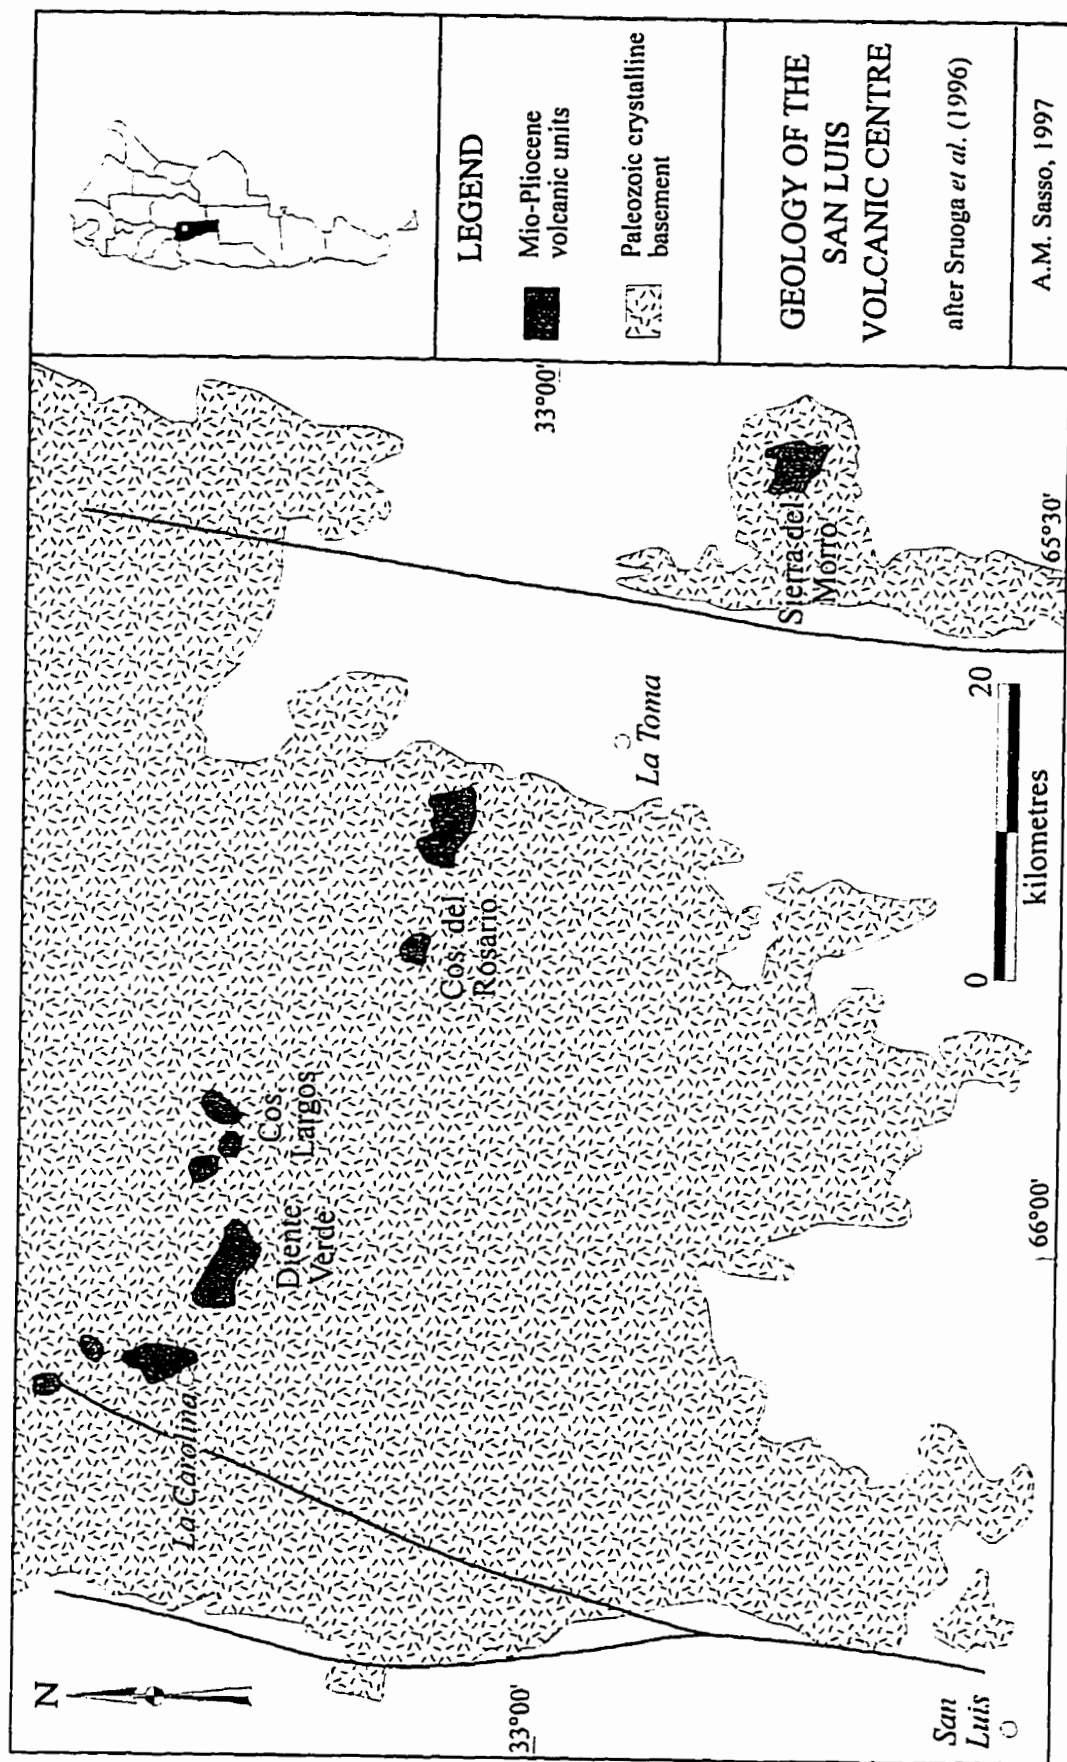 N
33°00'
San
Luis
La Carolina
Diente
Verde
Cos.
Largos
Cos. del
Rosario
La Toma
Sierra del
Morro
33°00'
66°00'
65°30'
0 20
kilometres
LEGEND
Mio-Pliocene
volcanic units
Paleozoic crystalline
basement
GEOLOGY OF THE
SAN LUIS
VOLCANIC CENTRE
after Sruoga et al. (1996)
A.M. Sasso, 1997